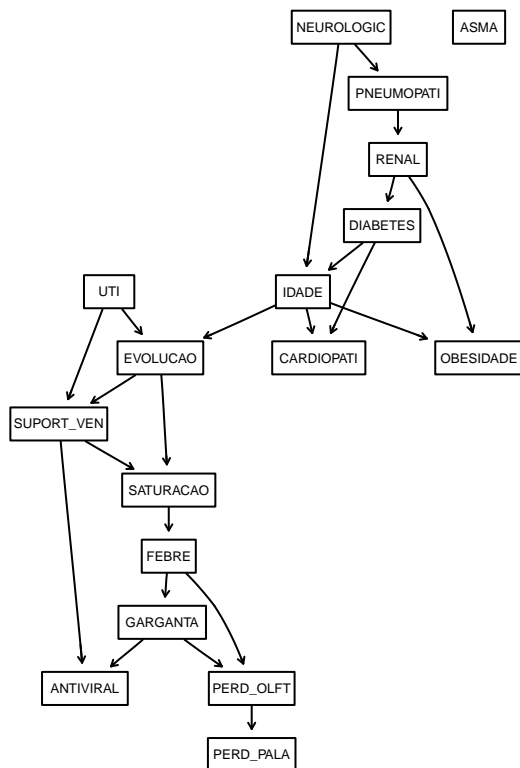 NEUROLOGIC
ASMA
PNEUMOPATI
RENAL
DIABETES
UTI
IDADE
EVOLUCAO
CARDIOPATI
OBESIDADE
SUPORT_VEN
SATURACAO
FEBRE
GARGANTA
ANTIVIRAL
PERD_OLFT
PERD_PALA